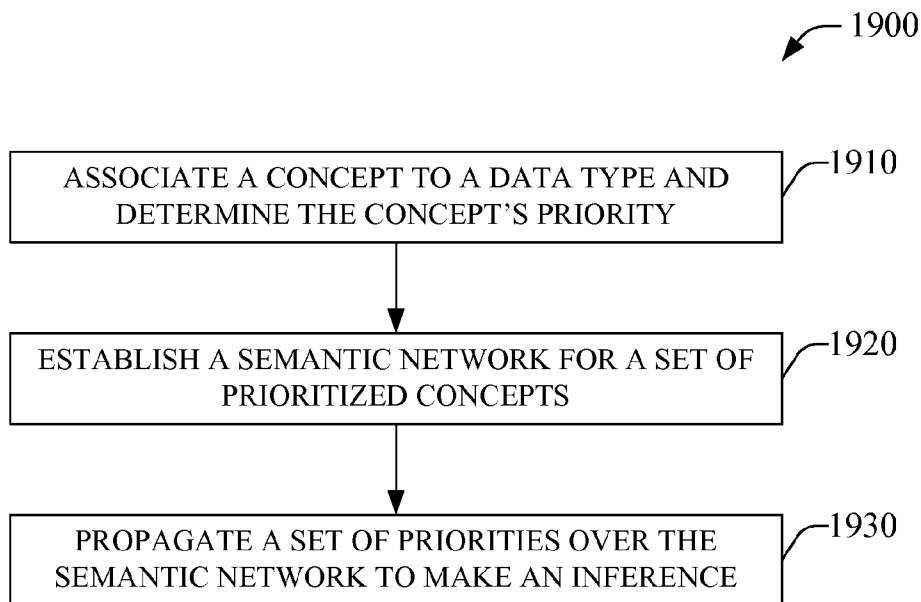 1900
1910
ASSOCIATE A CONCEPT TO A DATA TYPE AND
DETERMINE THE CONCEPT'S PRIORITY
1920
ESTABLISH A SEMANTIC NETWORK FOR A SET OF
PRIORITIZED CONCEPTS
1930
PROPAGATE A SET OF PRIORITIES OVER THE
SEMANTIC NETWORK TO MAKE AN INFERENCE